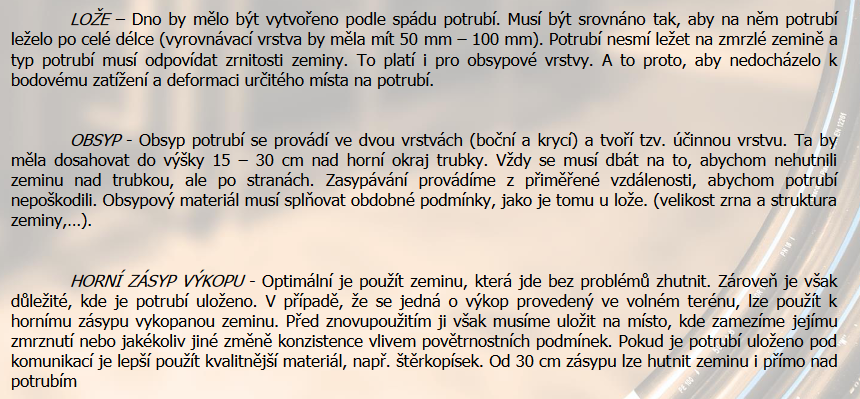 LOŽE – Dno by mělo být vytvořeno podle spádu potrubí. Musí být srovnáno tak, aby na něm potrubí
leželo po celé délce (vyrovnávací vrstva by měla mít 50 mm – 100 mm). Potrubí nesmí ležet na zmrzlé zemině a
typ potrubí musí odpovídat zrnitosti zeminy. To platí i pro obsypové vrstvy. A to proto, aby nedocházelo k
bodovému zatížení a deformaci určitého místa na potrubí.
OBSYP - Obsyp potrubí se provádí ve dvou vrstvách (boční a krycí) a tvoří tzv. účinnou vrstvu. Ta by
měla dosahovat do výšky 15 – 30 cm nad horní okraj trubky. Vždy se musí dbát na to, abychom nehutnili
zeminu nad trubkou, ale po stranách. Zasypávání provádíme z přiměřené vzdálenosti, abychom potrubí
nepoškodili. Obsypový materiál musí splňovat obdobné podmínky, jako je tomu u lože. (velikost zrna a struktura
zeminy,…).
HORNÍ ZÁSYP VÝKOPU - Optimální je použít zeminu, která jde bez problémů zhutnit. Zároveň je však
důležité, kde je potrubí uloženo. V případě, že se jedná o výkop provedený ve volném terénu, lze použít k
hornímu zásypu vykopanou zeminu. Před znovupoužitím ji však musíme uložit na místo, kde zamezíme jejímu
zmrznutí nebo jakékoliv jiné změně konzistence vlivem povětrnostních podmínek. Pokud je potrubí uloženo pod
komunikací je lepší použít kvalitnější materiál, např. štěrkopísek. Od 30 cm zásypu lze hutnit zeminu i přímo nad
potrubím